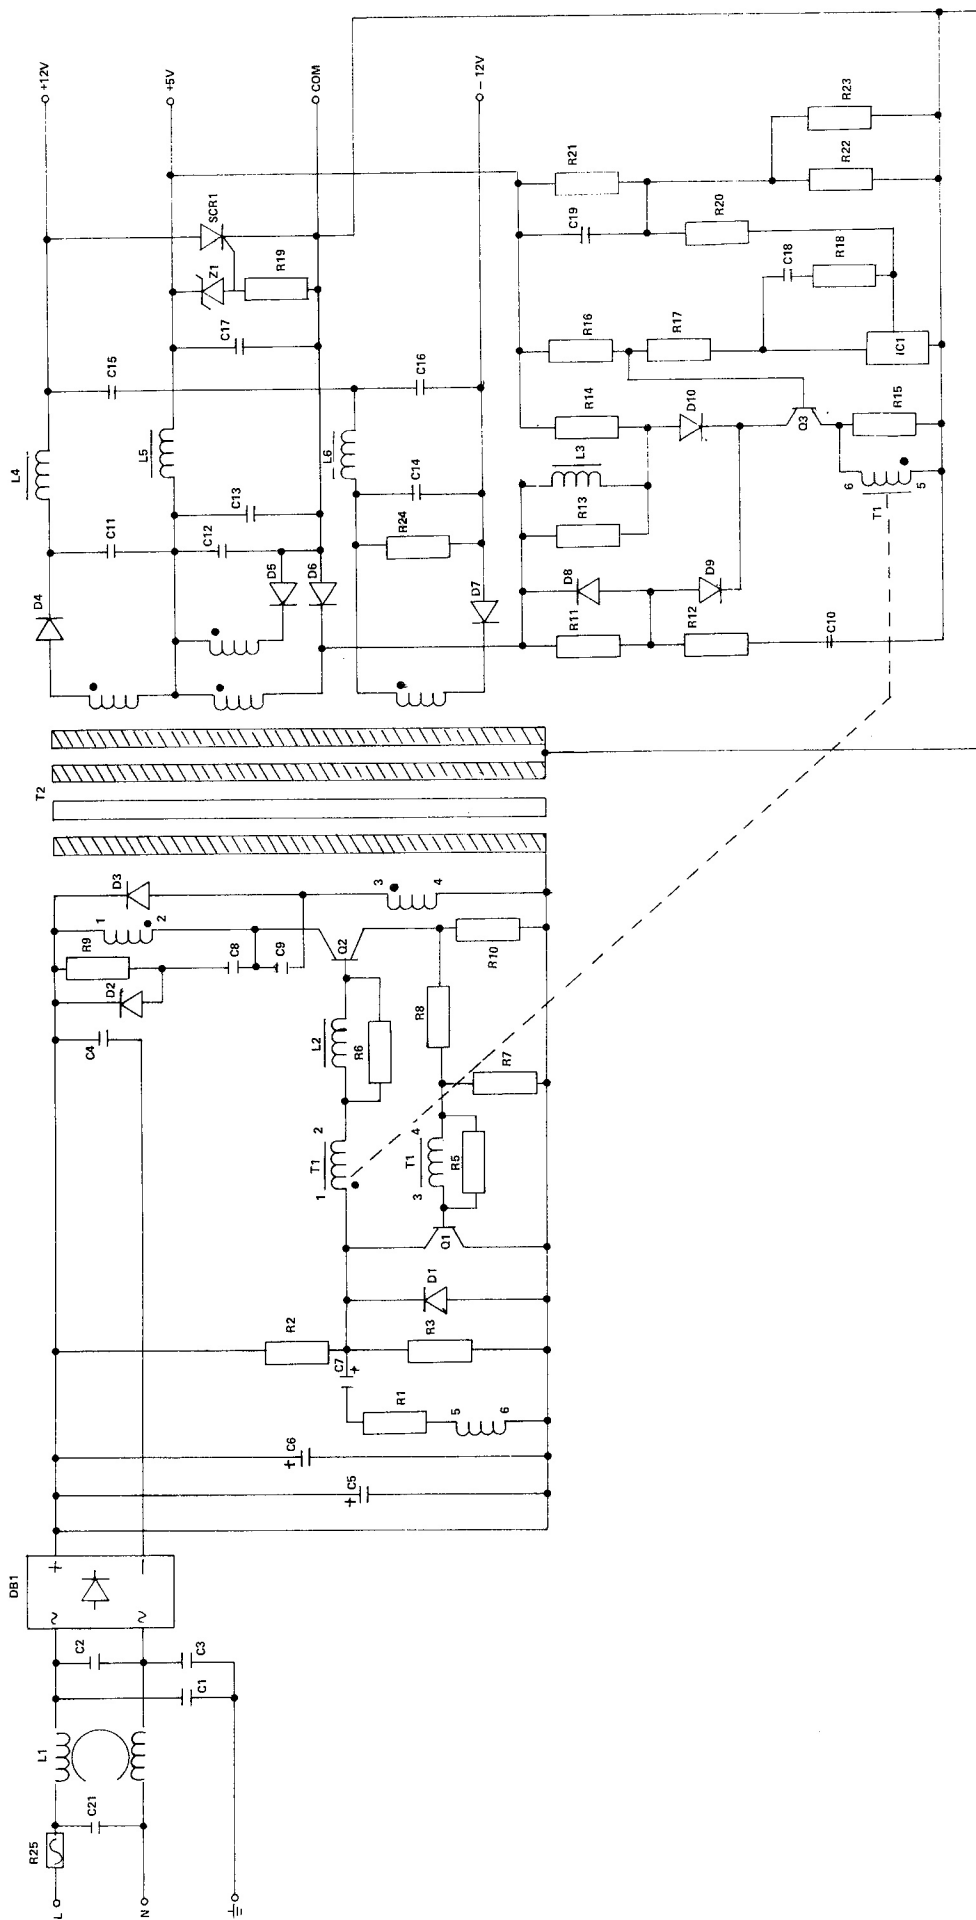 L
R25
C21
L1
C1
C2
C3
N
DB1
~
~
+
−
+
C5
+
C6
R1
5
6
C7
+
R2
R3
D1
Q1
T1
1
2
T1
3
4
R5
L2
R6
R7
R8
C4
D2
R9
C8
C9
1
2
D3
Q2
R10
3
4
T2
D4
C11
L4
C15
+12V
C12
C13
L5
C17
Z1
SCR1
R19
+5V
D5
D6
COM
R24
C14
L6
C16
D7
− 12V
R11
D8
R13
L3
R14
R16
C19
R21
R12
D9
D10
R17
C18
R20
R23
C10
Q3
R18
R22
T1
6
5
R15
IC1